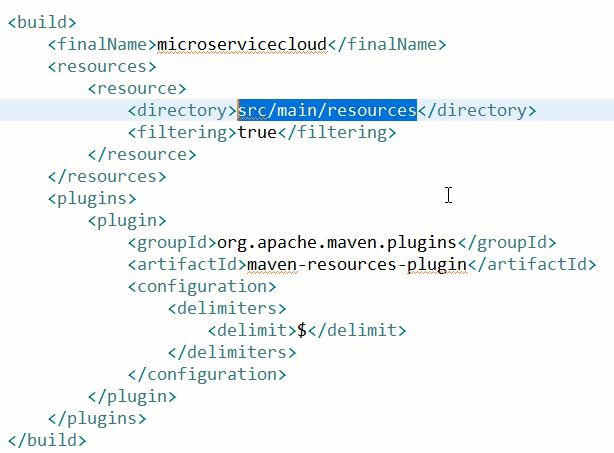 <build>
<finalName>microservicecloud</finalName>
<resources>
<resource>
<directory>src/main/resources</directory>
<filtering>true</filtering>
</resource>
</resources>
<plugins>
<plugin>
<groupId>org.apache.maven.plugins</groupId>
<artifactId>maven-resources-plugin</artifactId>
<configuration>
<delimiters>
<delimit>$</delimit>
</delimiters>
</configuration>
</plugin>
</plugins>
</build>